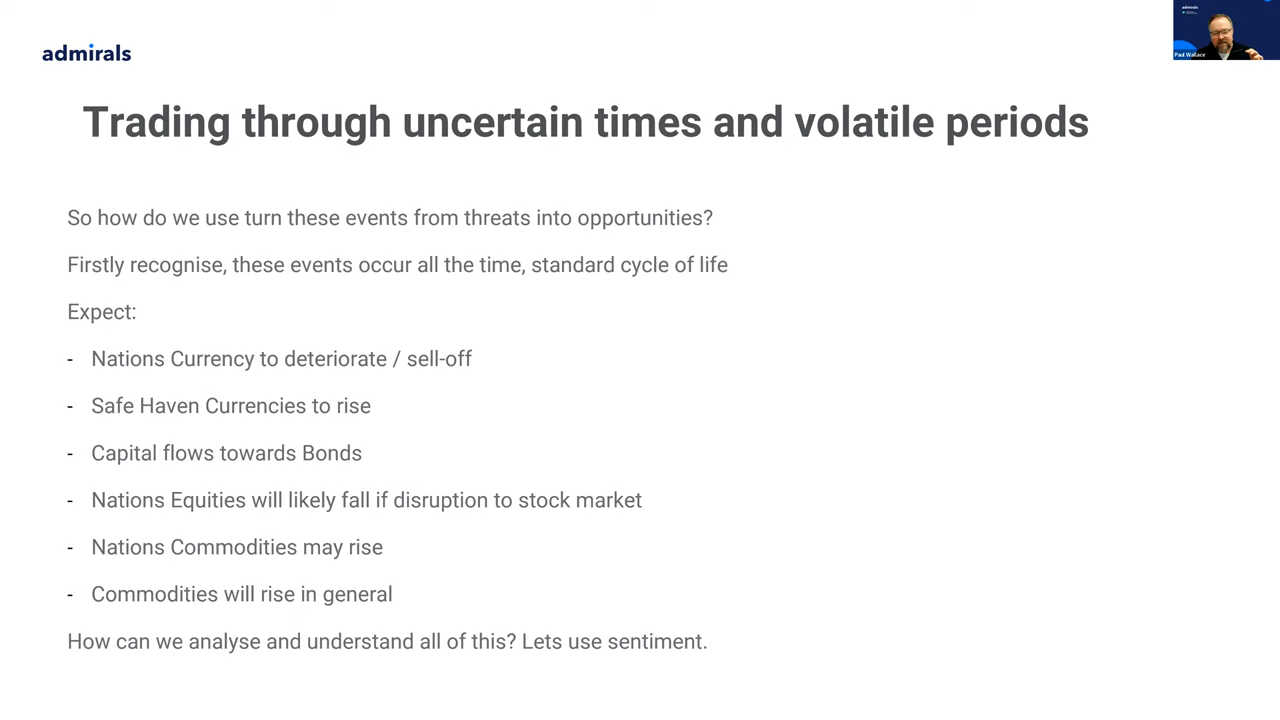 admirals
admirals
Paul Wallace
Trading through uncertain times and volatile periods
So how do we use turn these events from threats into opportunities?
Firstly recognise, these events occur all the time, standard cycle of life
Expect:
- Nations Currency to deteriorate / sell-off
- Safe Haven Currencies to rise
- Capital flows towards Bonds
- Nations Equities will likely fall if disruption to stock market
- Nations Commodities may rise
- Commodities will rise in general
How can we analyse and understand all of this? Lets use sentiment.